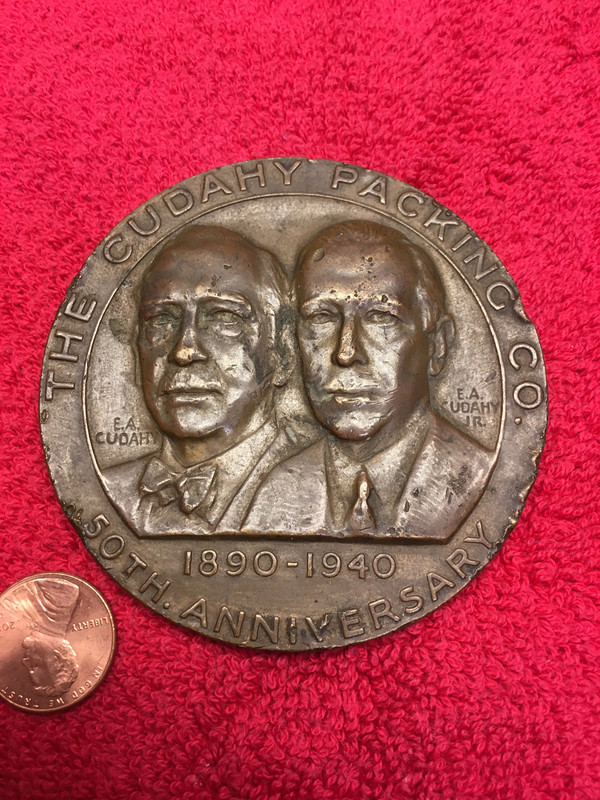 THE CUDAHY PACKING CO.
E.A.
CUDAHY
E.A.
CUDAHY
JR.
1890-1940
50TH. ANNIVERSARY
LIBERTY
IN GOD WE TRUST